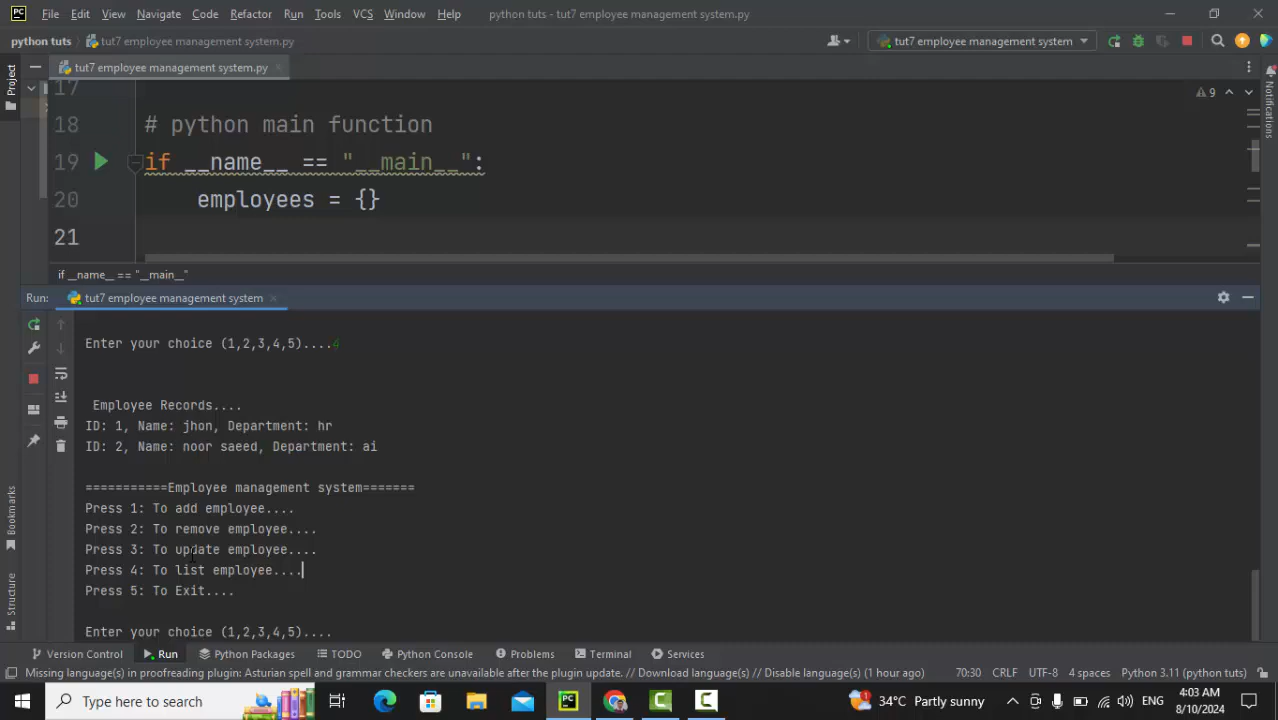 File Edit View Navigate Code Refactor Run Tools VCS Window Help python tuts - tut7 employee management system.py
python tuts tut7 employee management system.py tut7 employee management system
Project tut7 employee management system.py
17 9
18 # python main function
19 if __name__ == "__main__":
20 employees = {}
21
if __name__ == "__main__"
Run: tut7 employee management system
Enter your choice (1,2,3,4,5)....4
Employee Records....
ID: 1, Name: jhon, Department: hr
ID: 2, Name: noor saeed, Department: ai
===========Employee management system=======
Press 1: To add employee....
Press 2: To remove employee....
Press 3: To update employee....
Press 4: To list employee....
Press 5: To Exit....
Enter your choice (1,2,3,4,5)....
Notifications
Bookmarks
Structure
Version Control Run Python Packages TODO Python Console Problems Terminal Services
Missing language(s) in proofreading plugin: Asturian spell and grammar checkers are unavailable after the plugin update. // Download language(s) // Disable language(s) (1 hour ago) 70:30 CRLF UTF-8 4 spaces Python 3.11 (python tuts)
Type here to search 34°C Partly sunny ENG 4:03 AM
8/10/2024